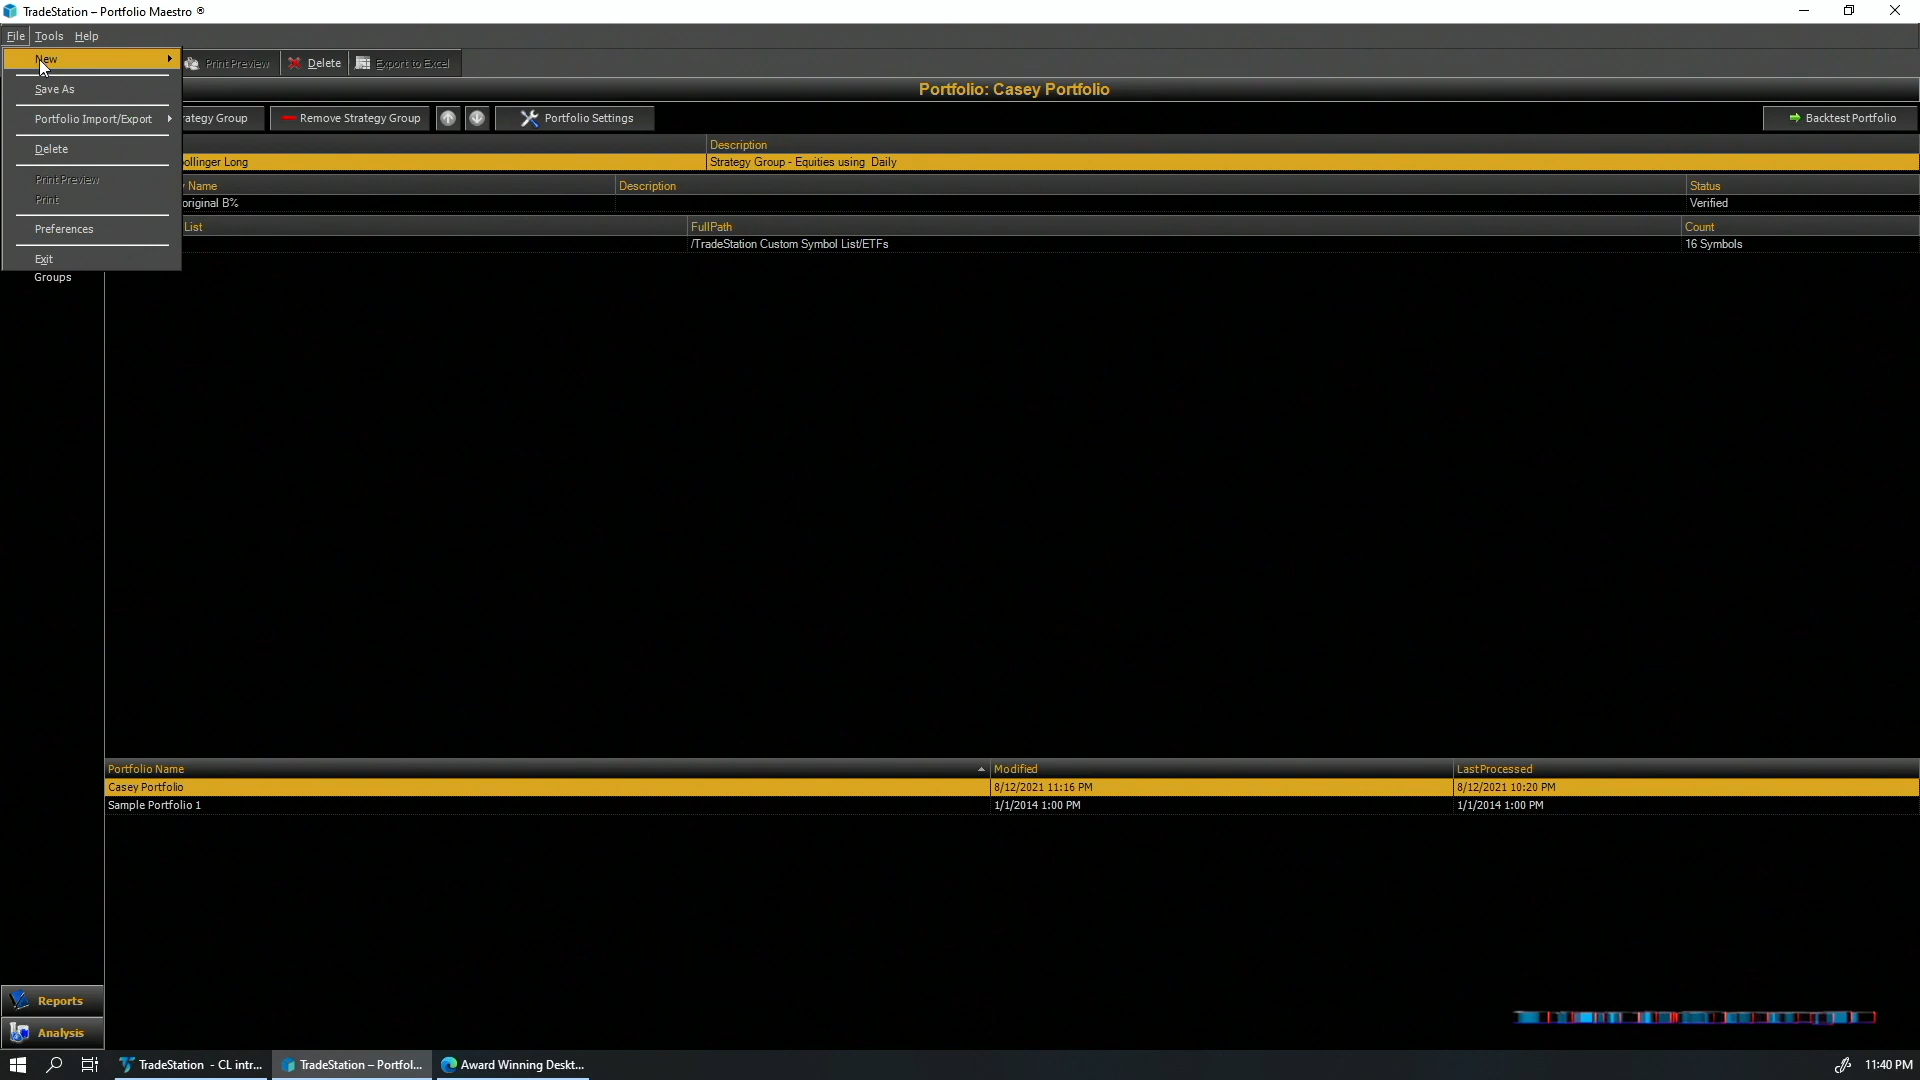 TradeStation – Portfolio Maestro ®
File Tools Help
New
Save As
Portfolio Import/Export
Delete
Print Preview
Print
Preferences
Exit
Groups
Print Preview Delete Export to Excel
Portfolio: Casey Portfolio
rategy Group Remove Strategy Group Portfolio Settings Backtest Portfolio
Description
ollinger Long Strategy Group - Equities using Daily
Name Description Status
original B% Verified
List FullPath Count
/TradeStation Custom Symbol List/ETFs 16 Symbols
Portfolio Name Modified LastProcessed
Casey Portfolio 8/12/2021 11:16 PM 8/12/2021 10:20 PM
Sample Portfolio 1 1/1/2014 1:00 PM 1/1/2014 1:00 PM
Reports
Analysis
TradeStation - CL intr... TradeStation – Portfol... Award Winning Deskt... 11:40 PM